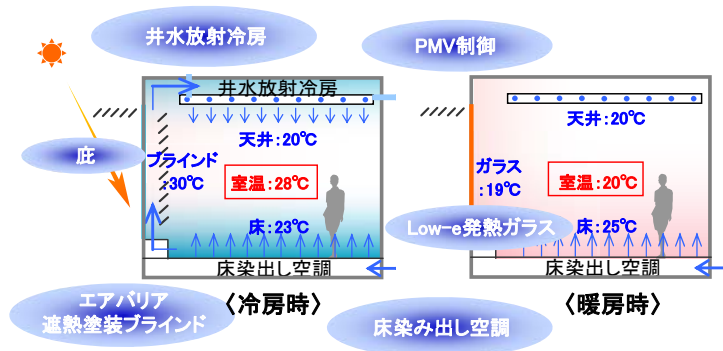 井水放射冷房
PMV制御
井水放射冷房
天井:20℃
天井:20℃
庇
ブラインド
:30℃
室温:28℃
ガラス
:19℃
室温:20℃
床:23℃
Low-e発熱ガラス
床:25℃
床染出し空調
床染出し空調
エアバリア
遮熱塗装ブラインド
〈冷房時〉
床染み出し空調
〈暖房時〉